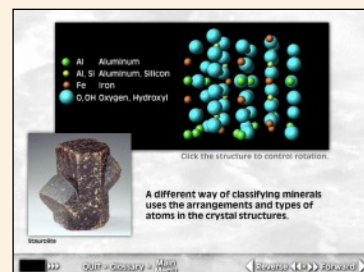 Al Aluminum
Al, Si Aluminum, Silicon
Fe Iron
O,OH Oxygen, Hydroxyl
Click the structure to control rotation.
A different way of classifying minerals
uses the arrangements and types of
atoms in the crystal structures.
Staurolite
QUIT • Glossary • Main
Reverse Forward